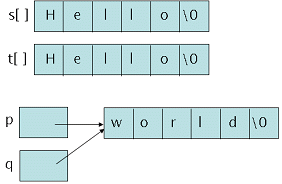 s[ ] H e l l o \0
t[ ] H e l l o \0
p w o r l d \0
q